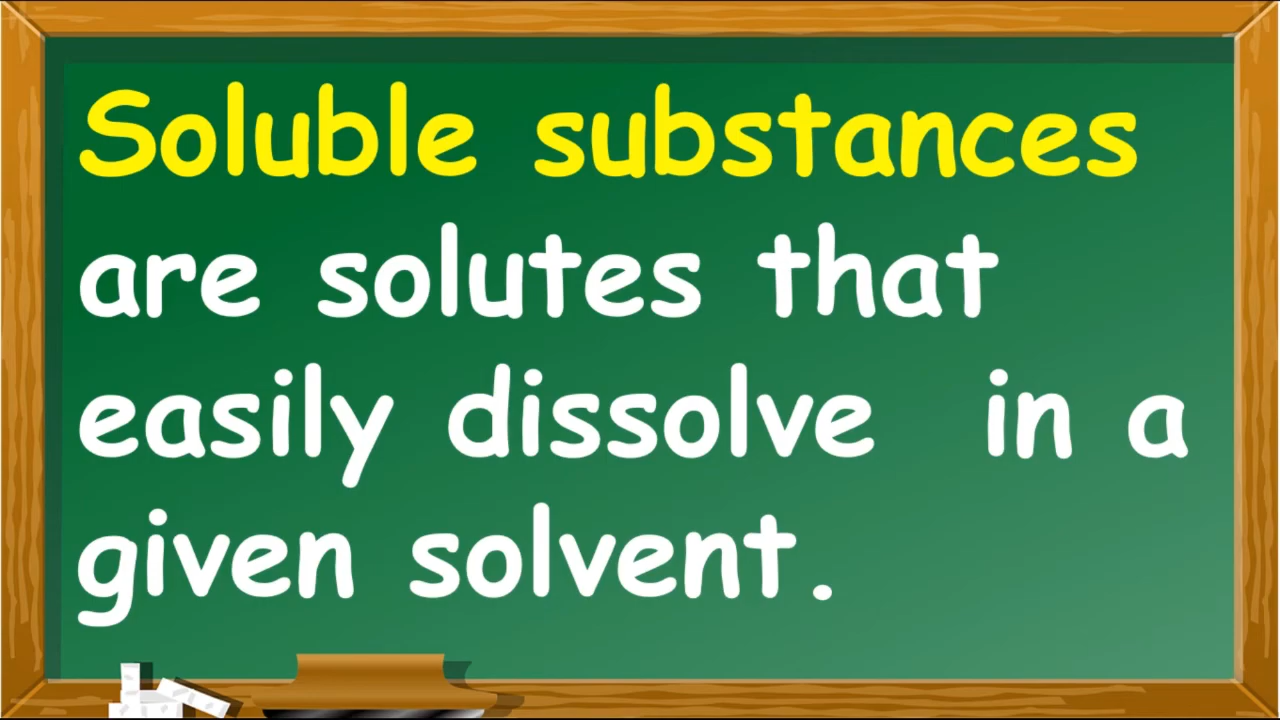 Soluble substances
are solutes that
easily dissolve in a
given solvent.